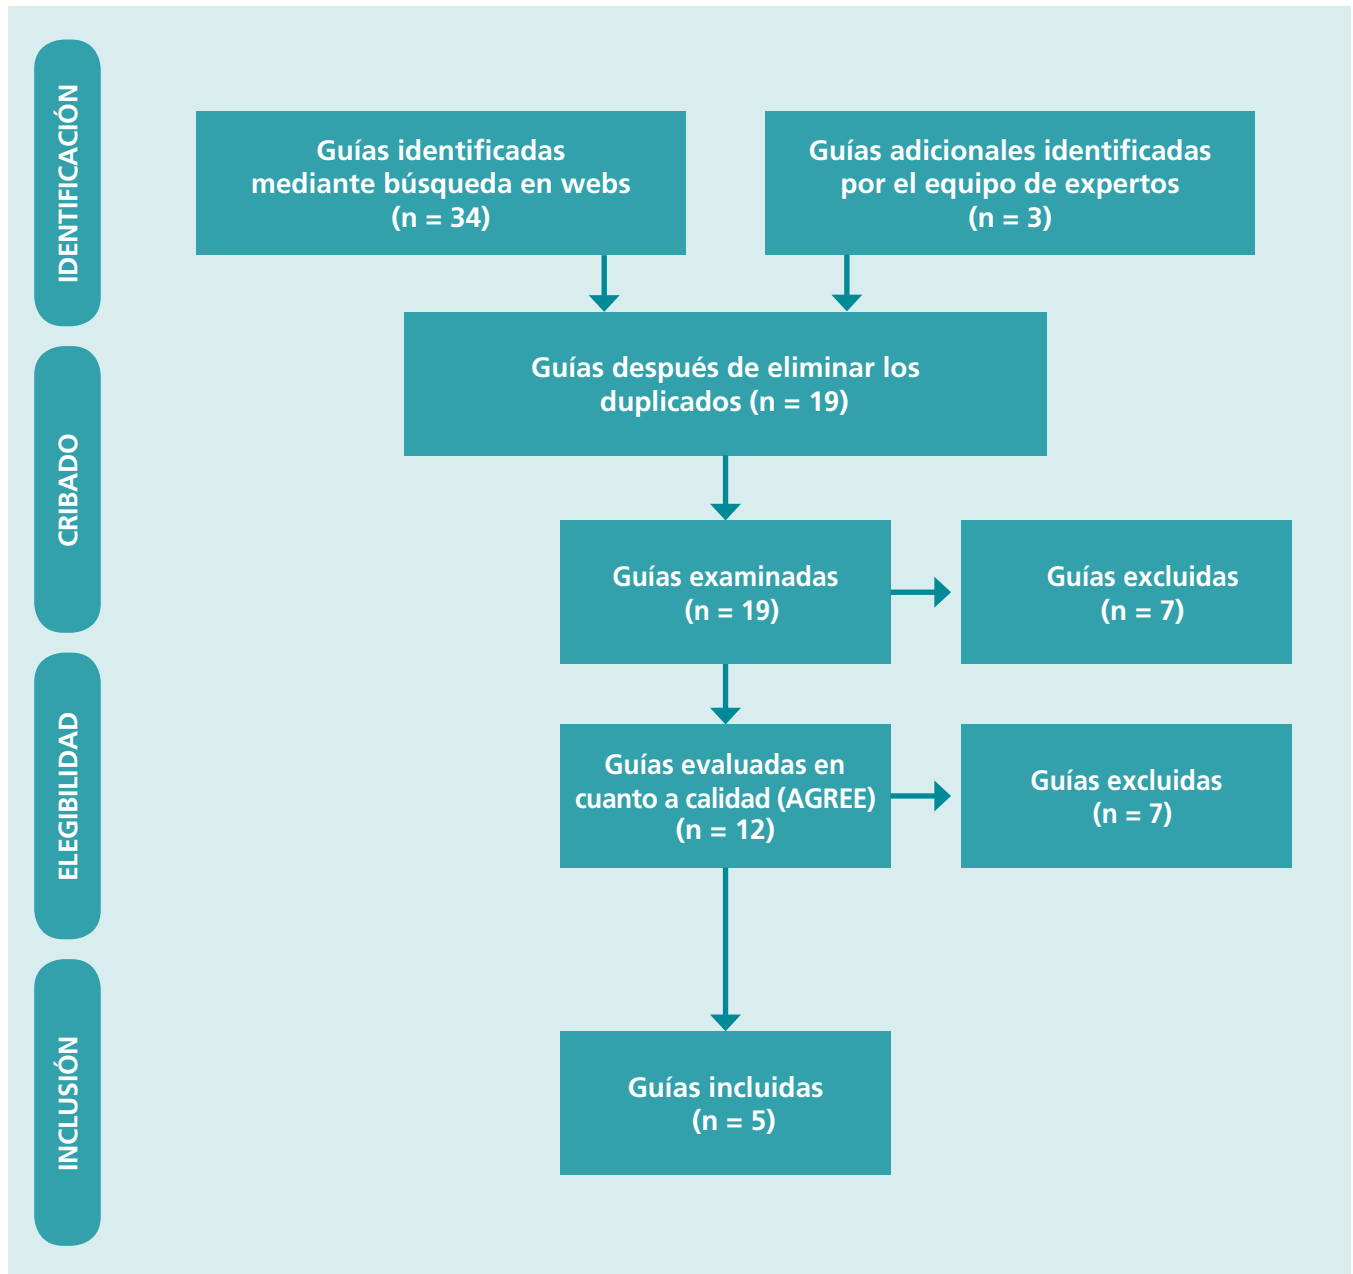 IDENTIFICACIÓN
Guías identificadas
mediante búsqueda en webs
(n = 34)
Guías adicionales identificadas
por el equipo de expertos
(n = 3)
CRIBADO
Guías después de eliminar los
duplicados (n = 19)
Guías examinadas
(n = 19)
Guías excluidas
(n = 7)
ELEGIBILIDAD
Guías evaluadas en
cuanto a calidad (AGREE)
(n = 12)
Guías excluidas
(n = 7)
INCLUSIÓN
Guías incluidas
(n = 5)